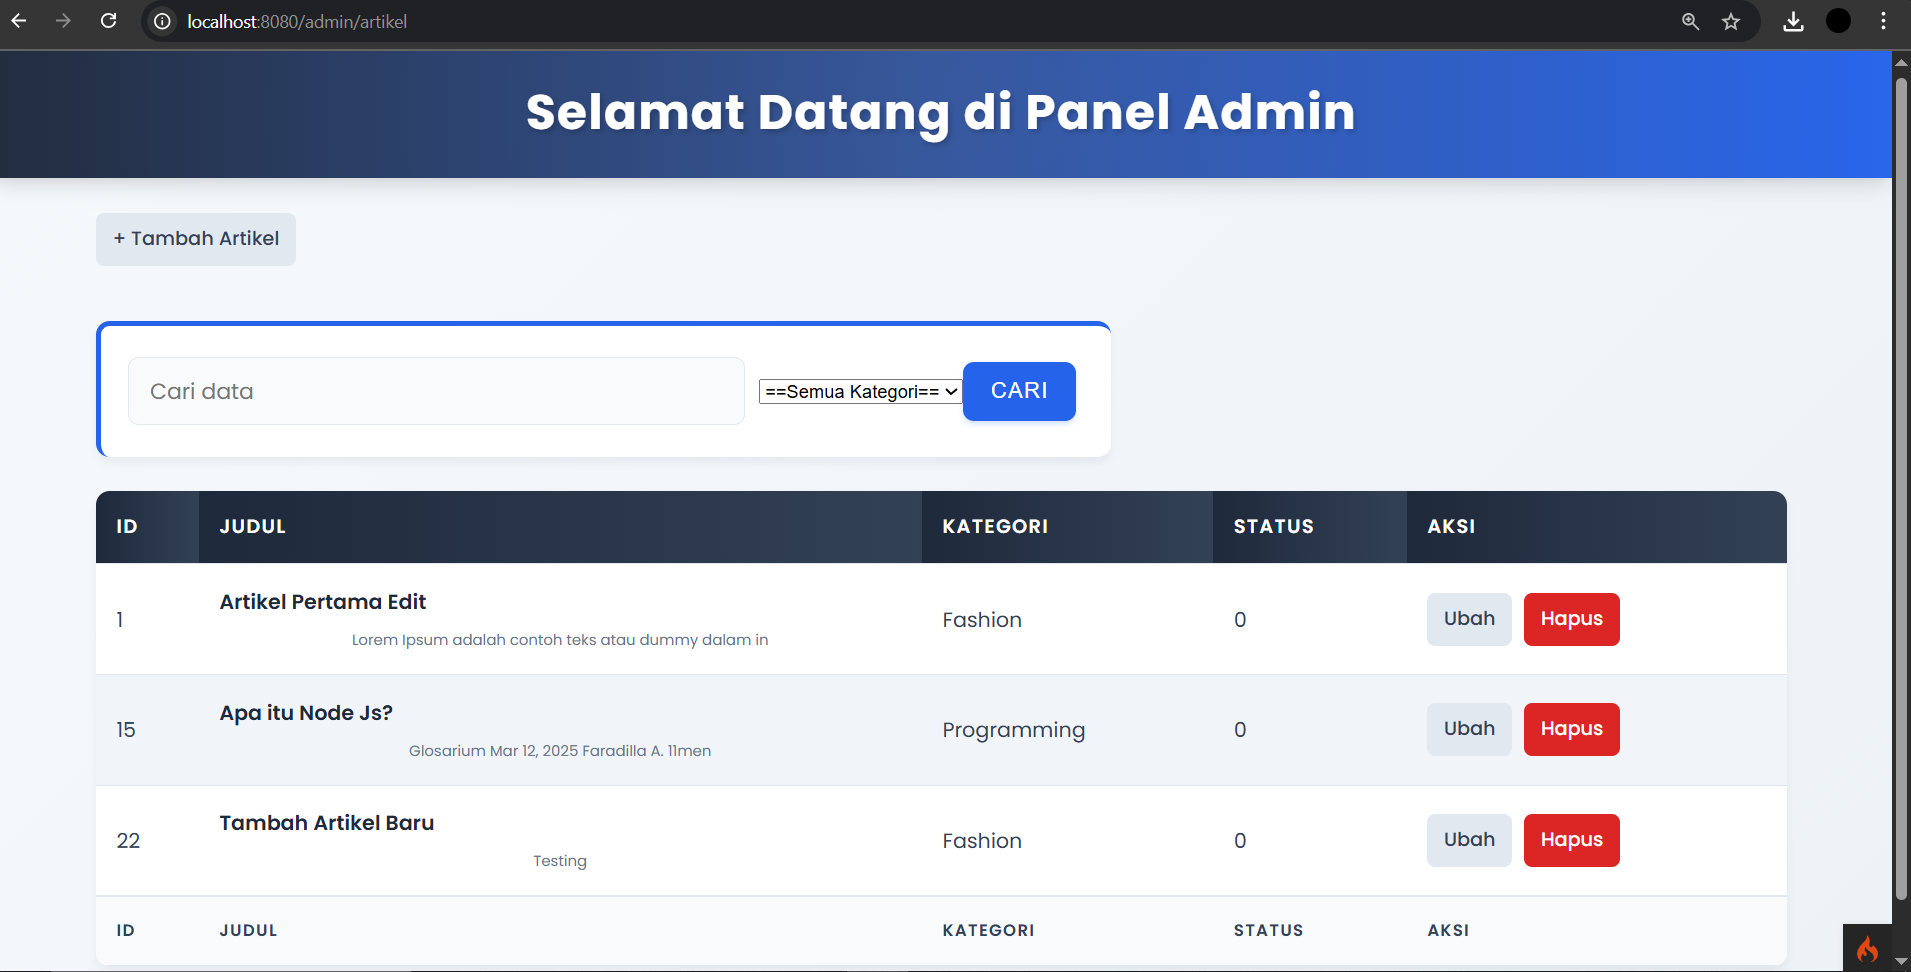 localhost:8080/admin/artikel
Selamat Datang di Panel Admin
+ Tambah Artikel
Cari data ==Semua Kategori== CARI
ID JUDUL KATEGORI STATUS AKSI
Artikel Pertama Edit
1 Fashion 0 Ubah Hapus
Lorem Ipsum adalah contoh teks atau dummy dalam in
Apa itu Node Js?
15 Programming 0 Ubah Hapus
Glosarium Mar 12, 2025 Faradilla A. 11men
Tambah Artikel Baru
22 Fashion 0 Ubah Hapus
Testing
ID JUDUL KATEGORI STATUS AKSI